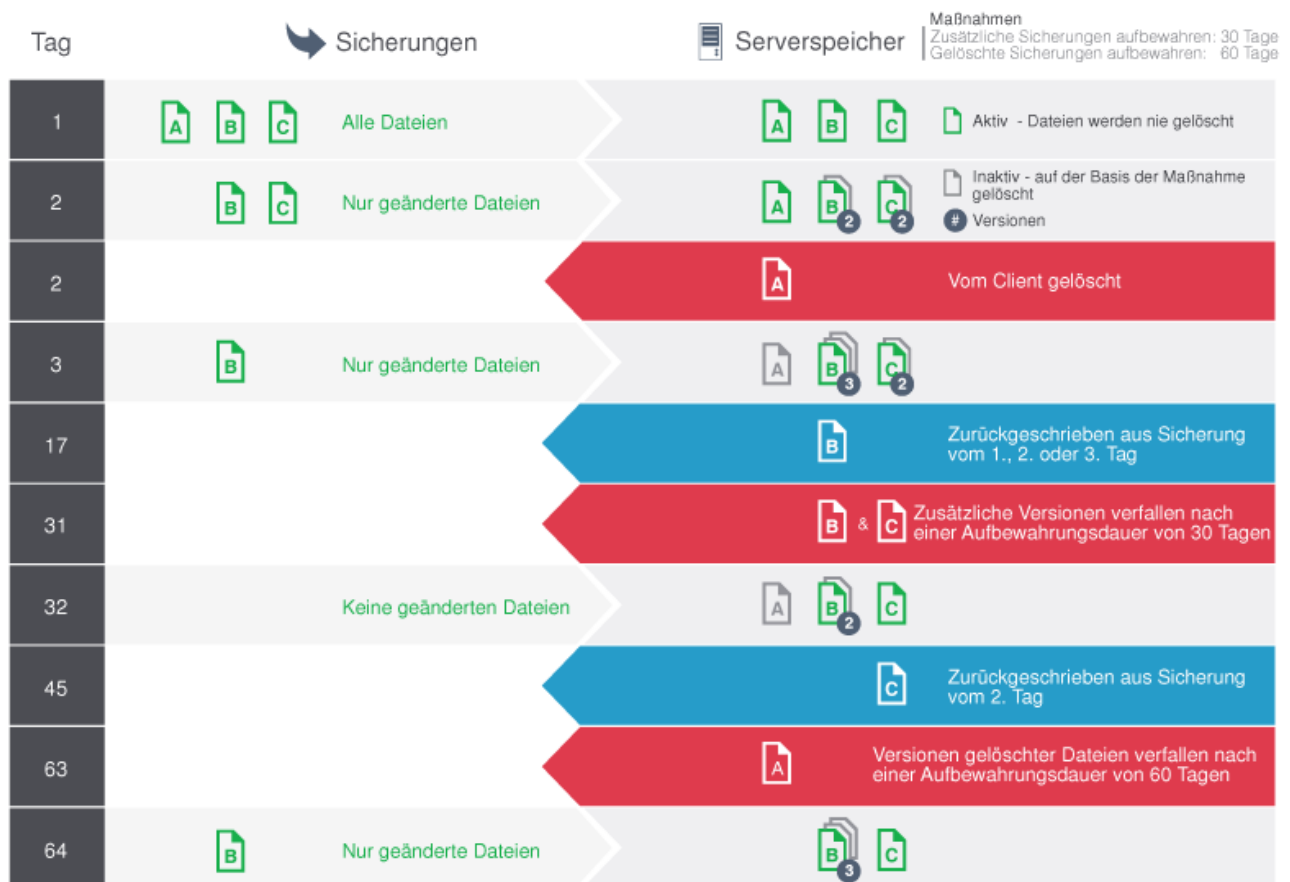 Tag
Sicherungen
Serverspeicher
Maßnahmen
Zusätzliche Sicherungen aufbewahren: 30 Tage
Gelöschte Sicherungen aufbewahren: 60 Tage
1
A B C
Alle Dateien
A B C
Aktiv - Dateien werden nie gelöscht
2
B C
Nur geänderte Dateien
A B 2 C 2
Inaktiv - auf der Basis der Maßnahme
gelöscht
# Versionen
2
A
Vom Client gelöscht
3
B
Nur geänderte Dateien
A B 3 C 2
17
B
Zurückgeschrieben aus Sicherung
vom 1., 2. oder 3. Tag
31
B & C
Zusätzliche Versionen verfallen nach
einer Aufbewahrungsdauer von 30 Tagen
32
Keine geänderten Dateien
A B 2 C
45
C
Zurückgeschrieben aus Sicherung
vom 2. Tag
63
A
Versionen gelöschter Dateien verfallen nach
einer Aufbewahrungsdauer von 60 Tagen
64
B
Nur geänderte Dateien
B 3 C